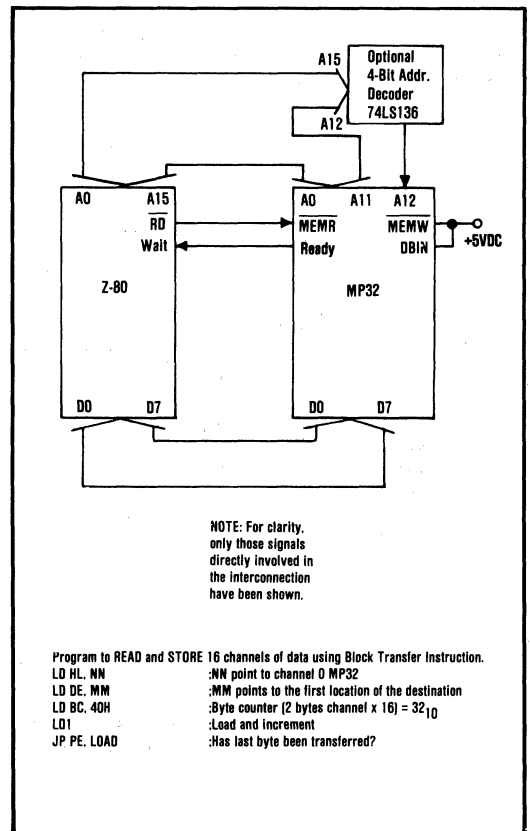 A15
Optional
4-Bit Addr.
Decoder
74LS136
A12
A0 A15
RD
Wait
Z-80
D0 D7
A0 A11 A12
MEMR MEMW
Ready DBIN
+5VDC
MP32
D0 D7
NOTE: For clarity,
only those signals
directly involved in
the interconnection
have been shown.
Program to READ and STORE 16 channels of data using Block Transfer Instruction.
LD HL, NN ;NN point to channel 0 MP32
LD DE, MM ;MM points to the first location of the destination
LD BC, 40H ;Byte counter (2 bytes channel x 16) = 32₁₀
LD1 ;Load and increment
JP PE, LOAD ;Has last byte been transferred?